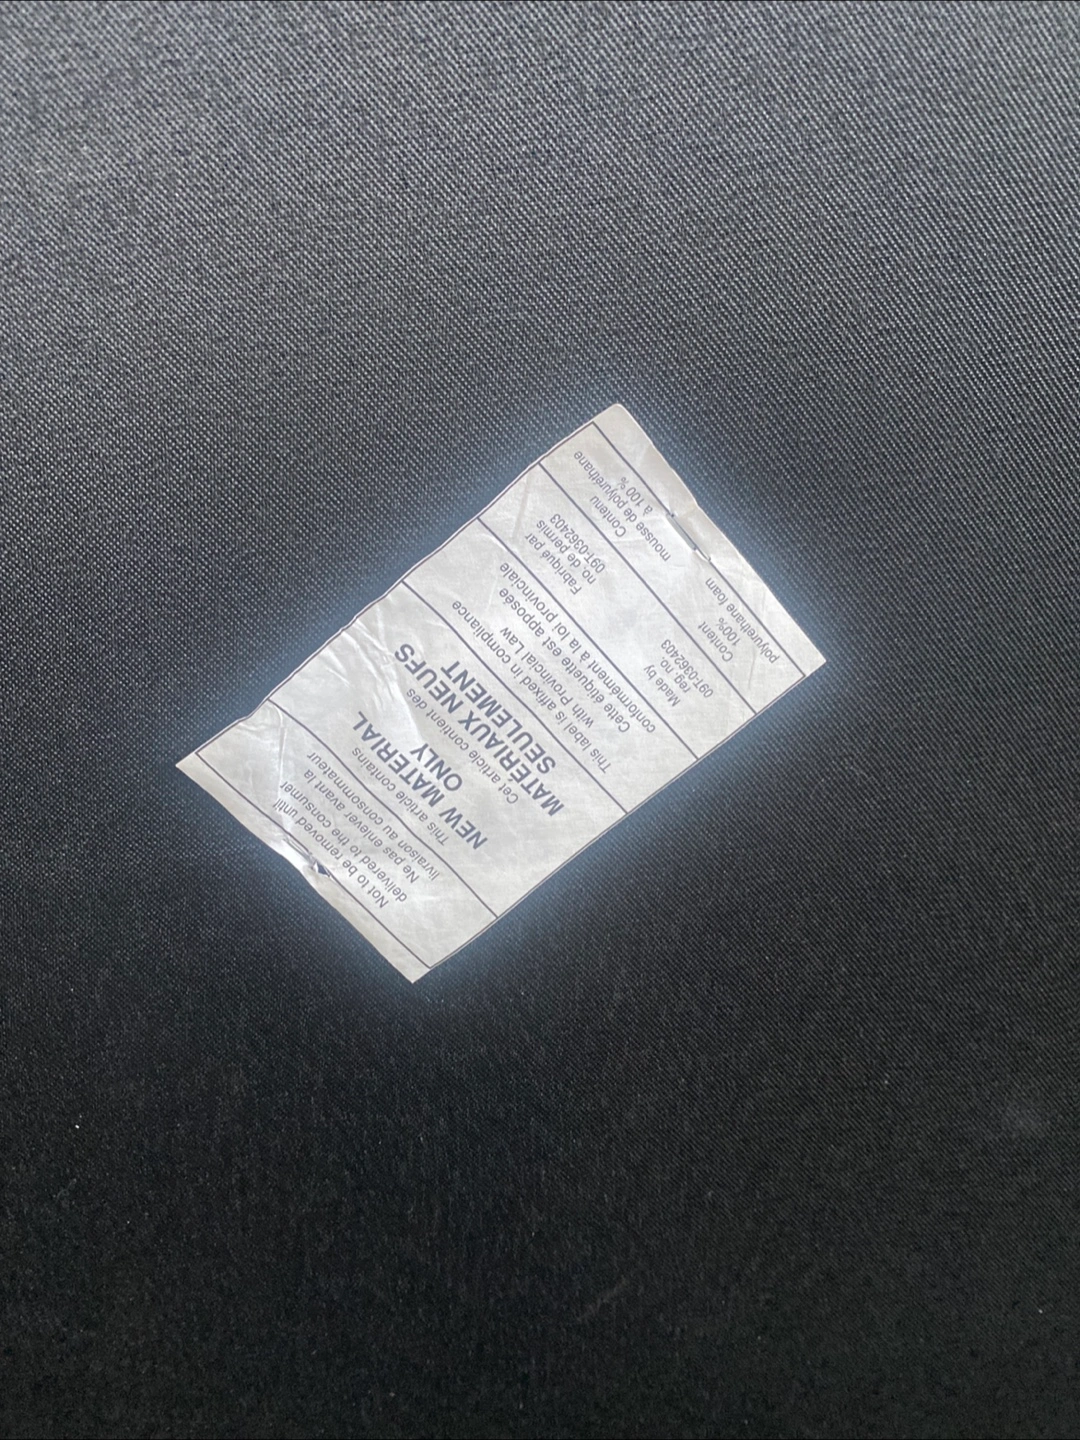 Not to be removed until
delivered to the consumer
Ne pas enlever avant la
livraison au consommateur
This article contains
NEW MATERIAL
ONLY
Cet article contient des
MATÉRIAUX NEUFS
SEULEMENT
This label is affixed in compliance
with Provincial Law
Cette étiquette est apposée
conformément à la loi provinciale
Made by
reg. no.
09T-0362403
Fabriqué par
no. de permis
09T-0362403
Content
100%
polyurethane foam
Contenu
mousse de polyuréthane
à 100 %